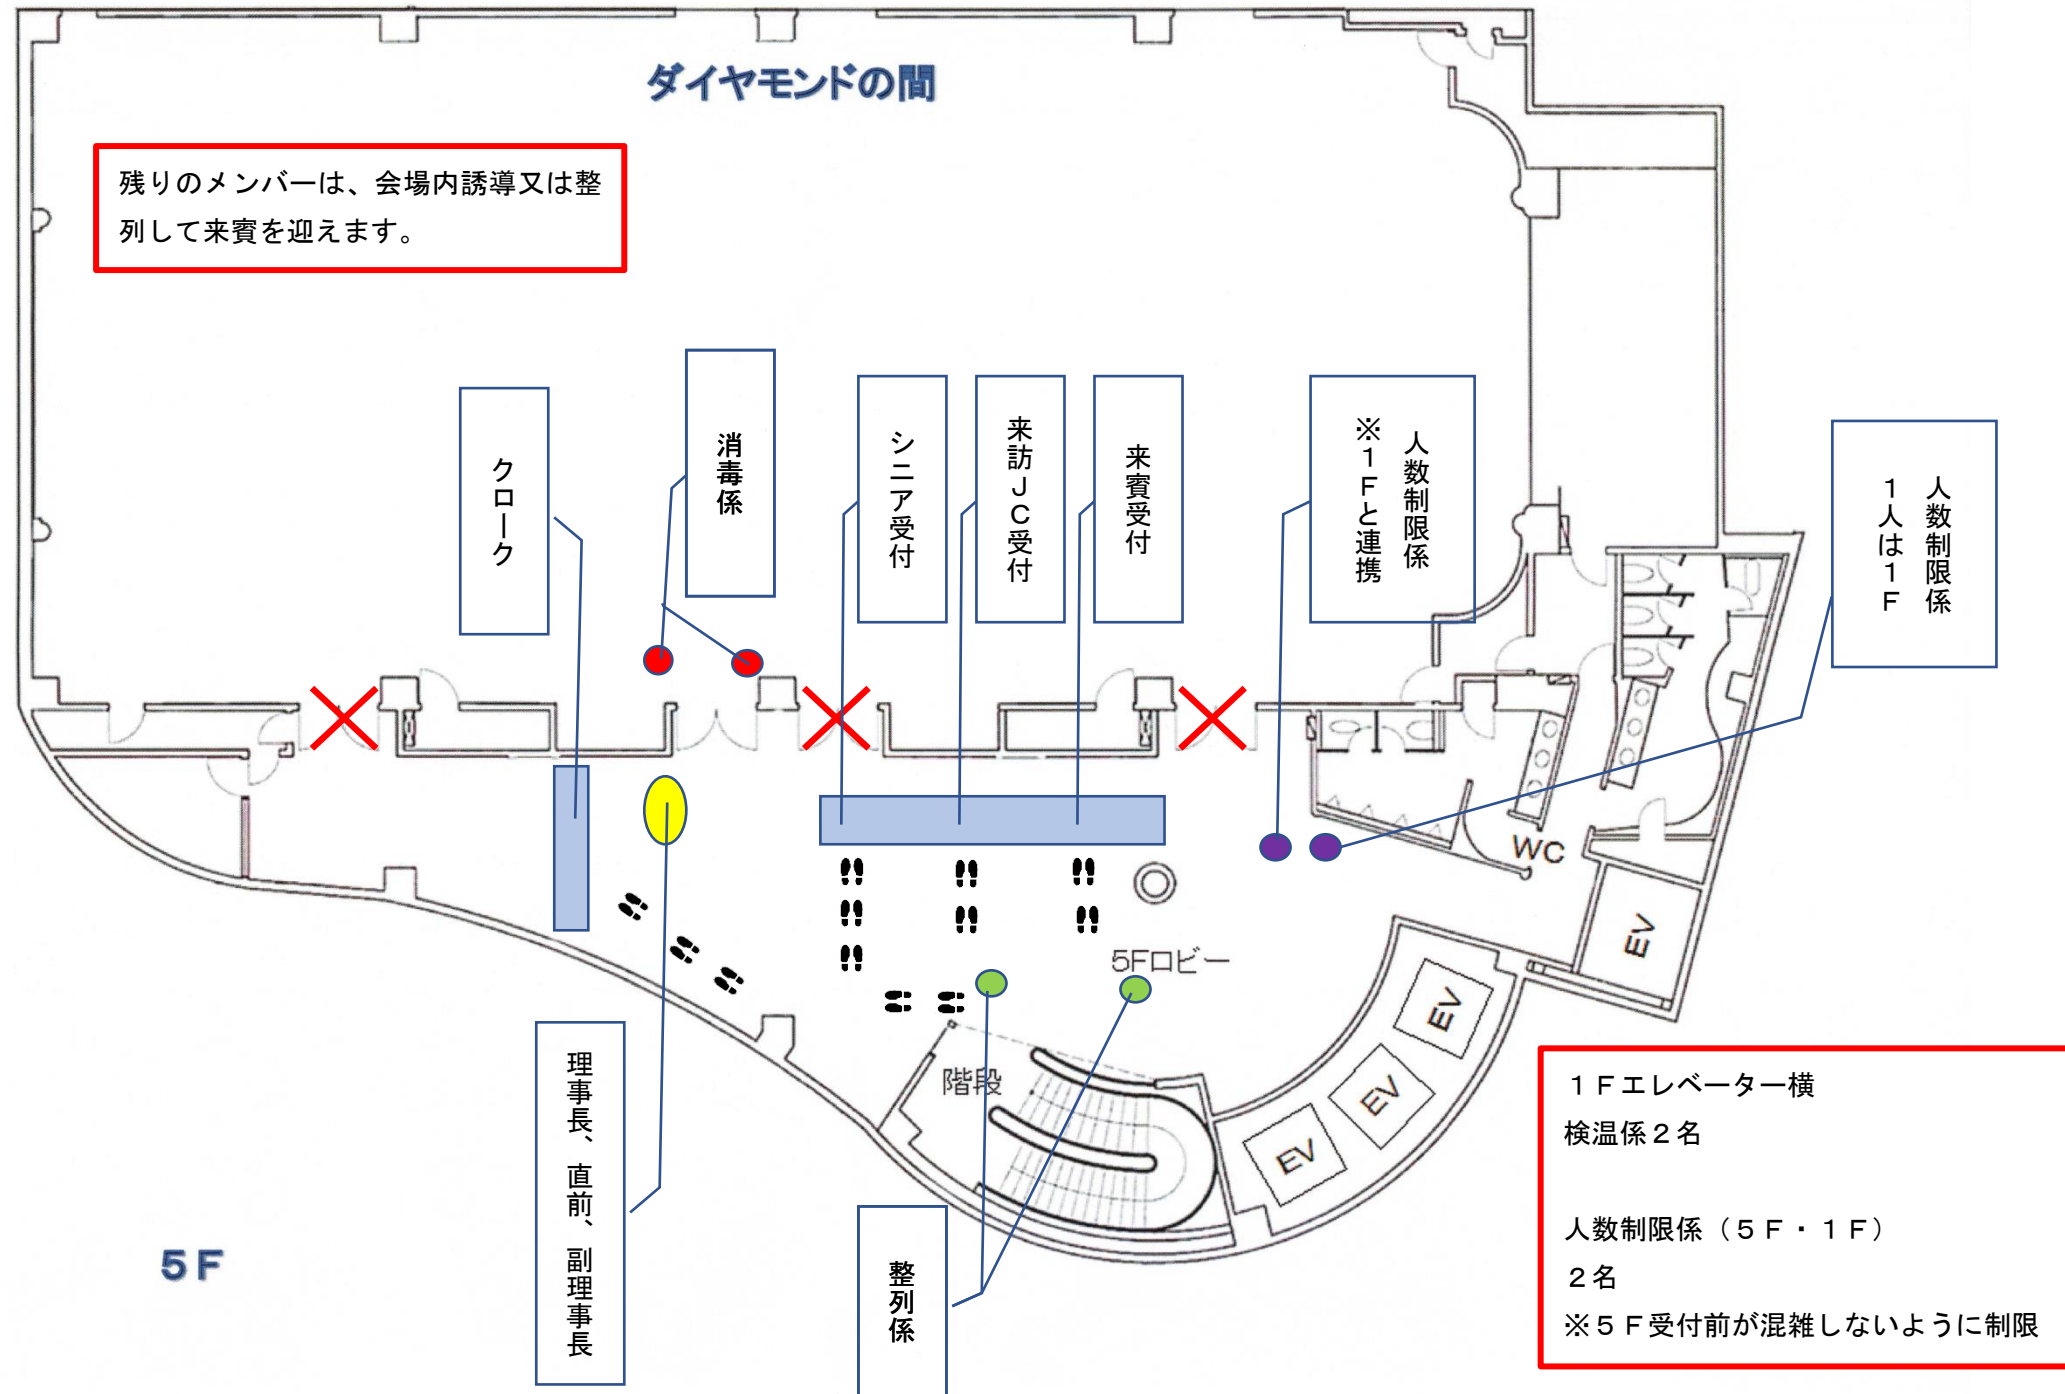 ダイヤモンドの間
残りのメンバーは、会場内誘導又は整
列して来賓を迎えます。
クローク
消毒係
シニア受付
来訪ＪＣ受付
来賓受付
人数制限係
※１Ｆと連携
人数制限係
１人は１Ｆ
WC
EV
5Fロビー
EV
EV
EV
階段
理事長、直前、副理事長
整列係
５Ｆ
１Ｆエレベーター横
検温係２名
人数制限係（５Ｆ・１Ｆ）
２名
※５Ｆ受付前が混雑しないように制限